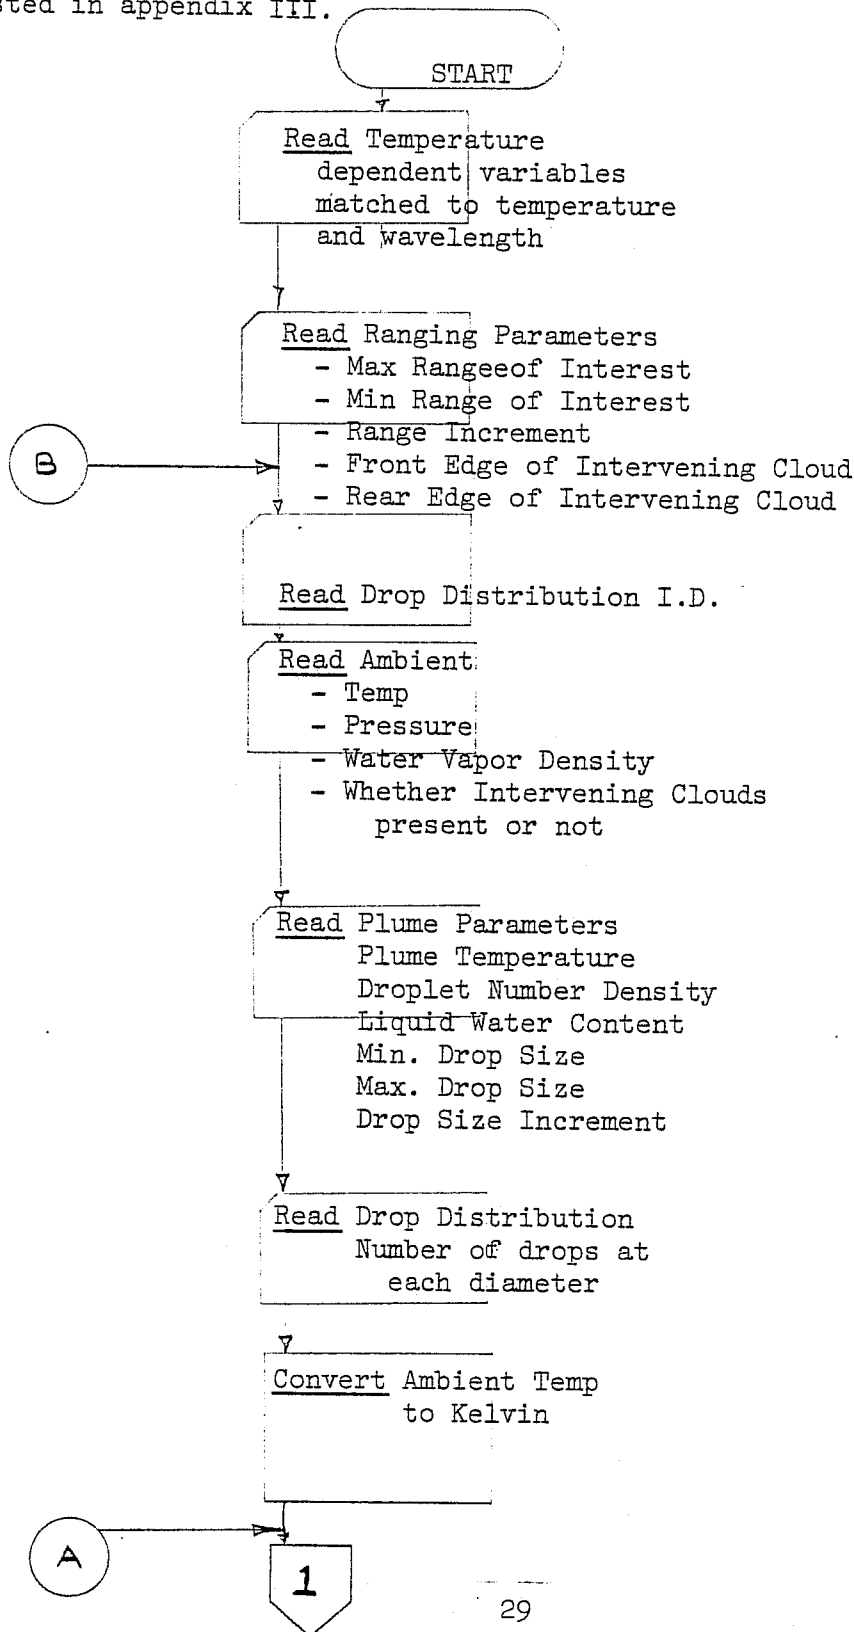 sted in appendix III.
START
Read Temperature
dependent variables
matched to temperature
and wavelength
Read Ranging Parameters
- Max Rangeeof Interest
- Min Range of Interest
- Range Increment
B
- Front Edge of Intervening Cloud
- Rear Edge of Intervening Cloud
Read Drop Distribution I.D.
Read Ambient
- Temp
- Pressure
- Water Vapor Density
- Whether Intervening Clouds
present or not
Read Plume Parameters
Plume Temperature
Droplet Number Density
Liquid Water Content
Min. Drop Size
Max. Drop Size
Drop Size Increment
Read Drop Distribution
Number of drops at
each diameter
Convert Ambient Temp
to Kelvin
A
1
29